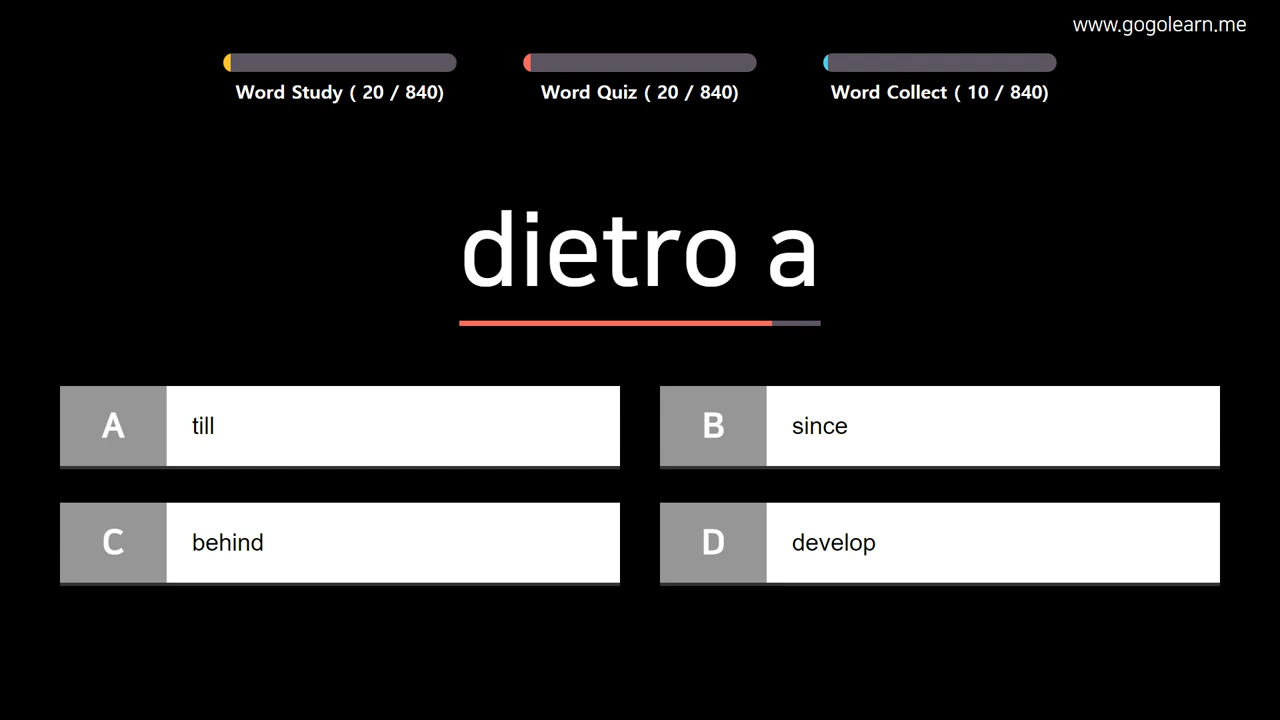 www.gogolearn.me
Word Study ( 20 / 840)
Word Quiz ( 20 / 840)
Word Collect ( 10 / 840)
dietro a
A till
B since
C behind
D develop